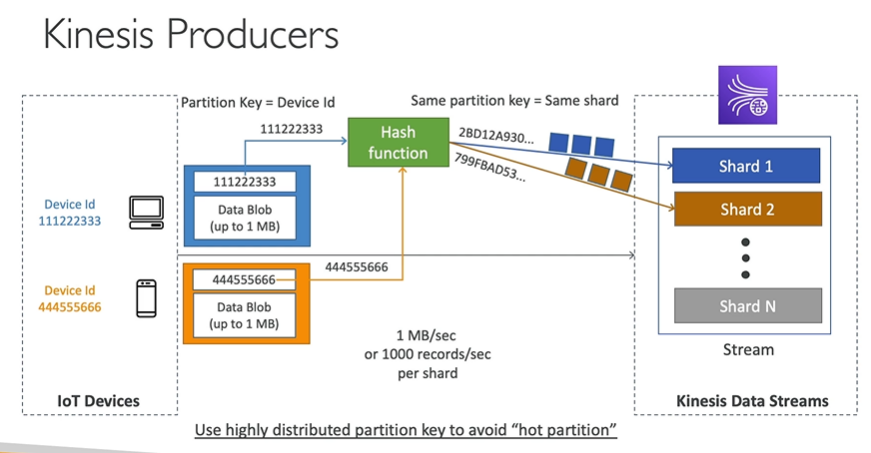 Kinesis Producers
Partition Key = Device Id
Same partition key = Same shard
111222333
Hash
function
2BD12A930...
799FBAD53...
Device Id
111222333
111222333
Data Blob
(up to 1 MB)
Shard 1
Shard 2
Device Id
444555666
444555666
Data Blob
(up to 1 MB)
444555666
Shard N
1 MB/sec
or 1000 records/sec
per shard
Stream
IoT Devices
Kinesis Data Streams
Use highly distributed partition key to avoid “hot partition”